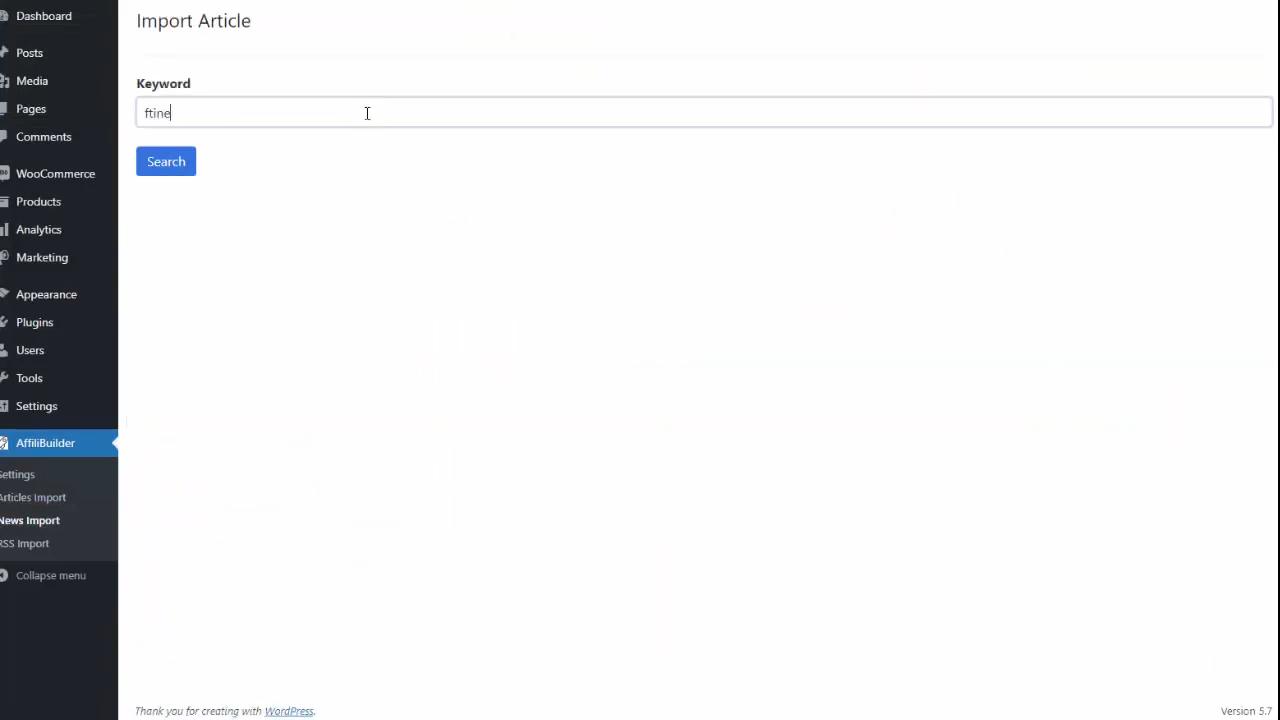 Dashboard
Posts
Media
Pages
Comments
WooCommerce
Products
Analytics
Marketing
Appearance
Plugins
Users
Tools
Settings
AffiliBuilder
Settings
Articles Import
News Import
RSS Import
Collapse menu
Import Article
Keyword
ftine
Search
Thank you for creating with WordPress.
Version 5.7